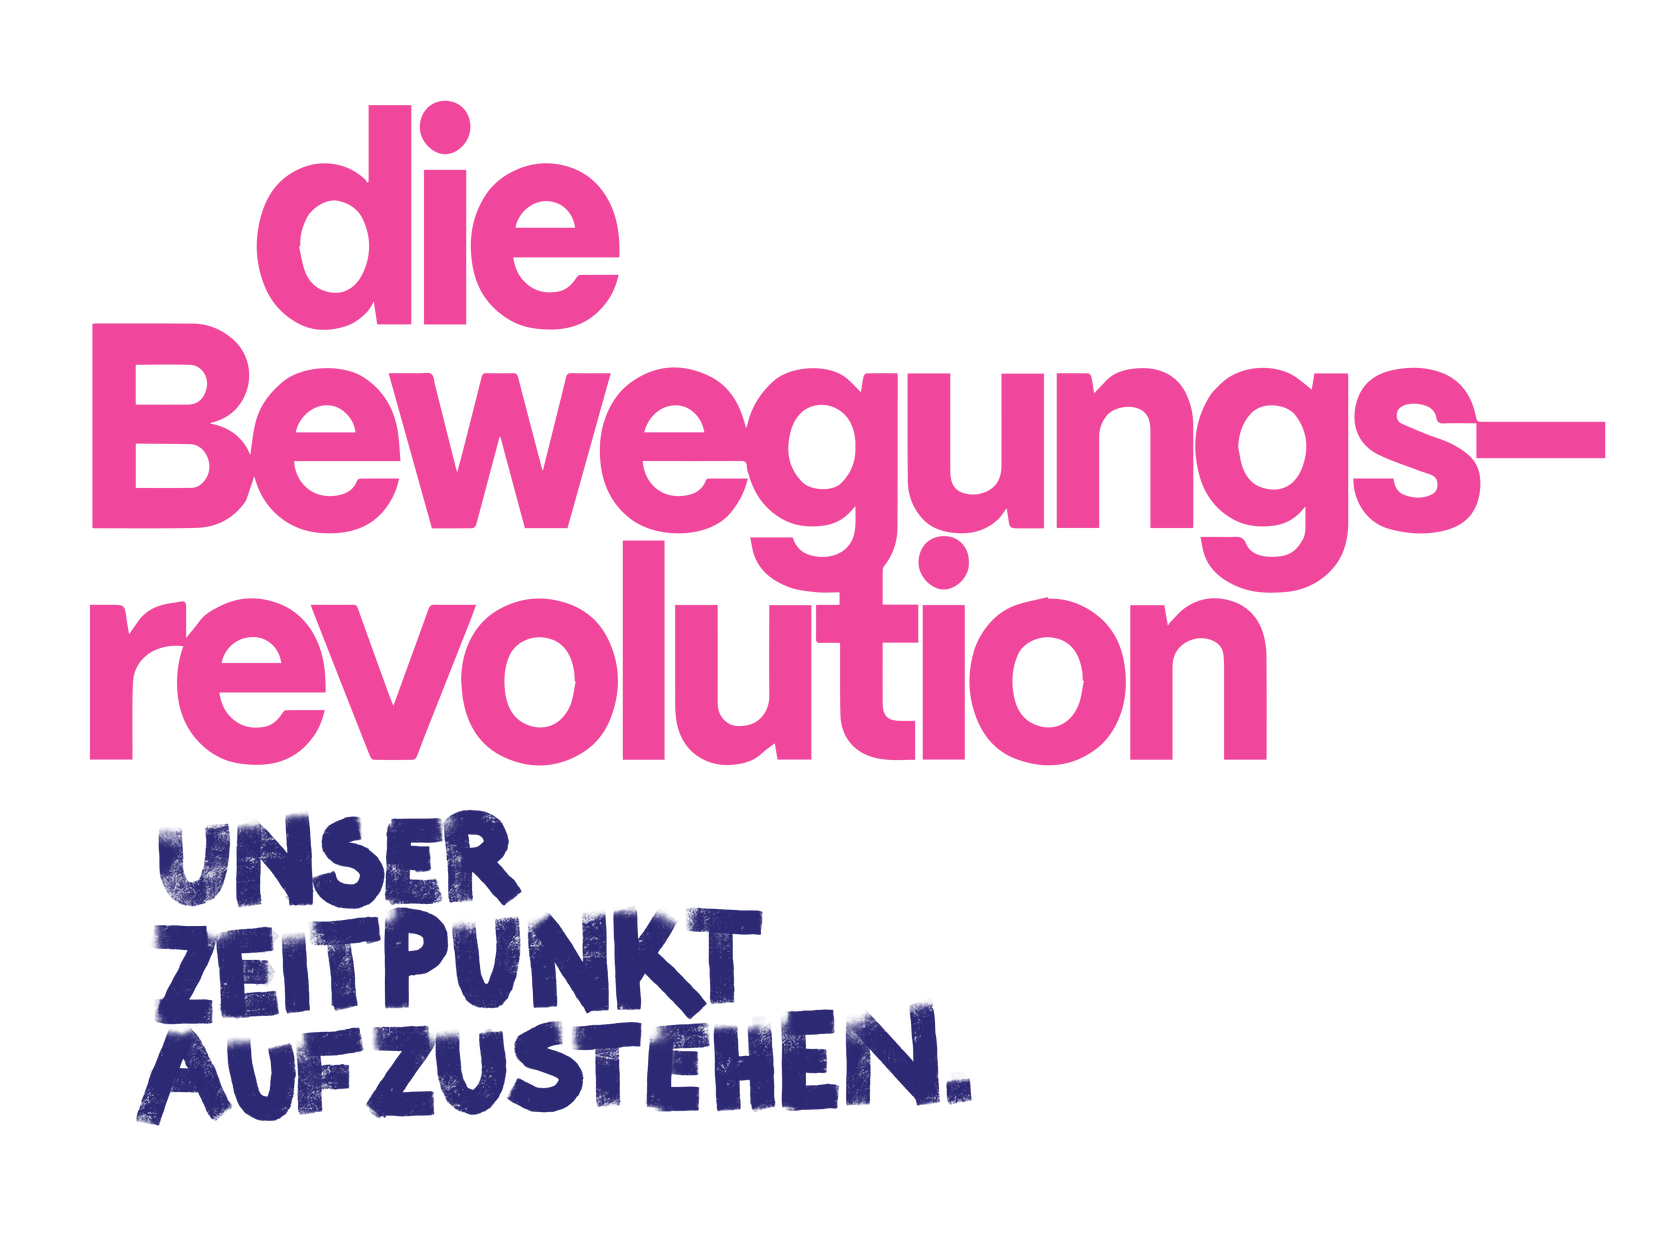 die
Bewegungs–
revolution
UNSER
ZEITPUNKT
AUFZUSTEHEN.